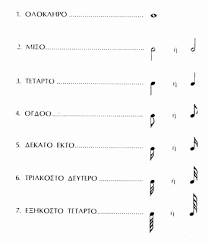 1. ΟΛΟΚΛΗΡΟ
2. ΜΙΣΟ ή
3. ΤΕΤΑΡΤΟ ή
4. ΟΓΔΟΟ ή
5. ΔΕΚΑΤΟ ΕΚΤΟ ή
6. ΤΡΙΑΚΟΣΤΟ ΔΕΥΤΕΡΟ ή
7. ΕΞΗΚΟΣΤΟ ΤΕΤΑΡΤΟ ή